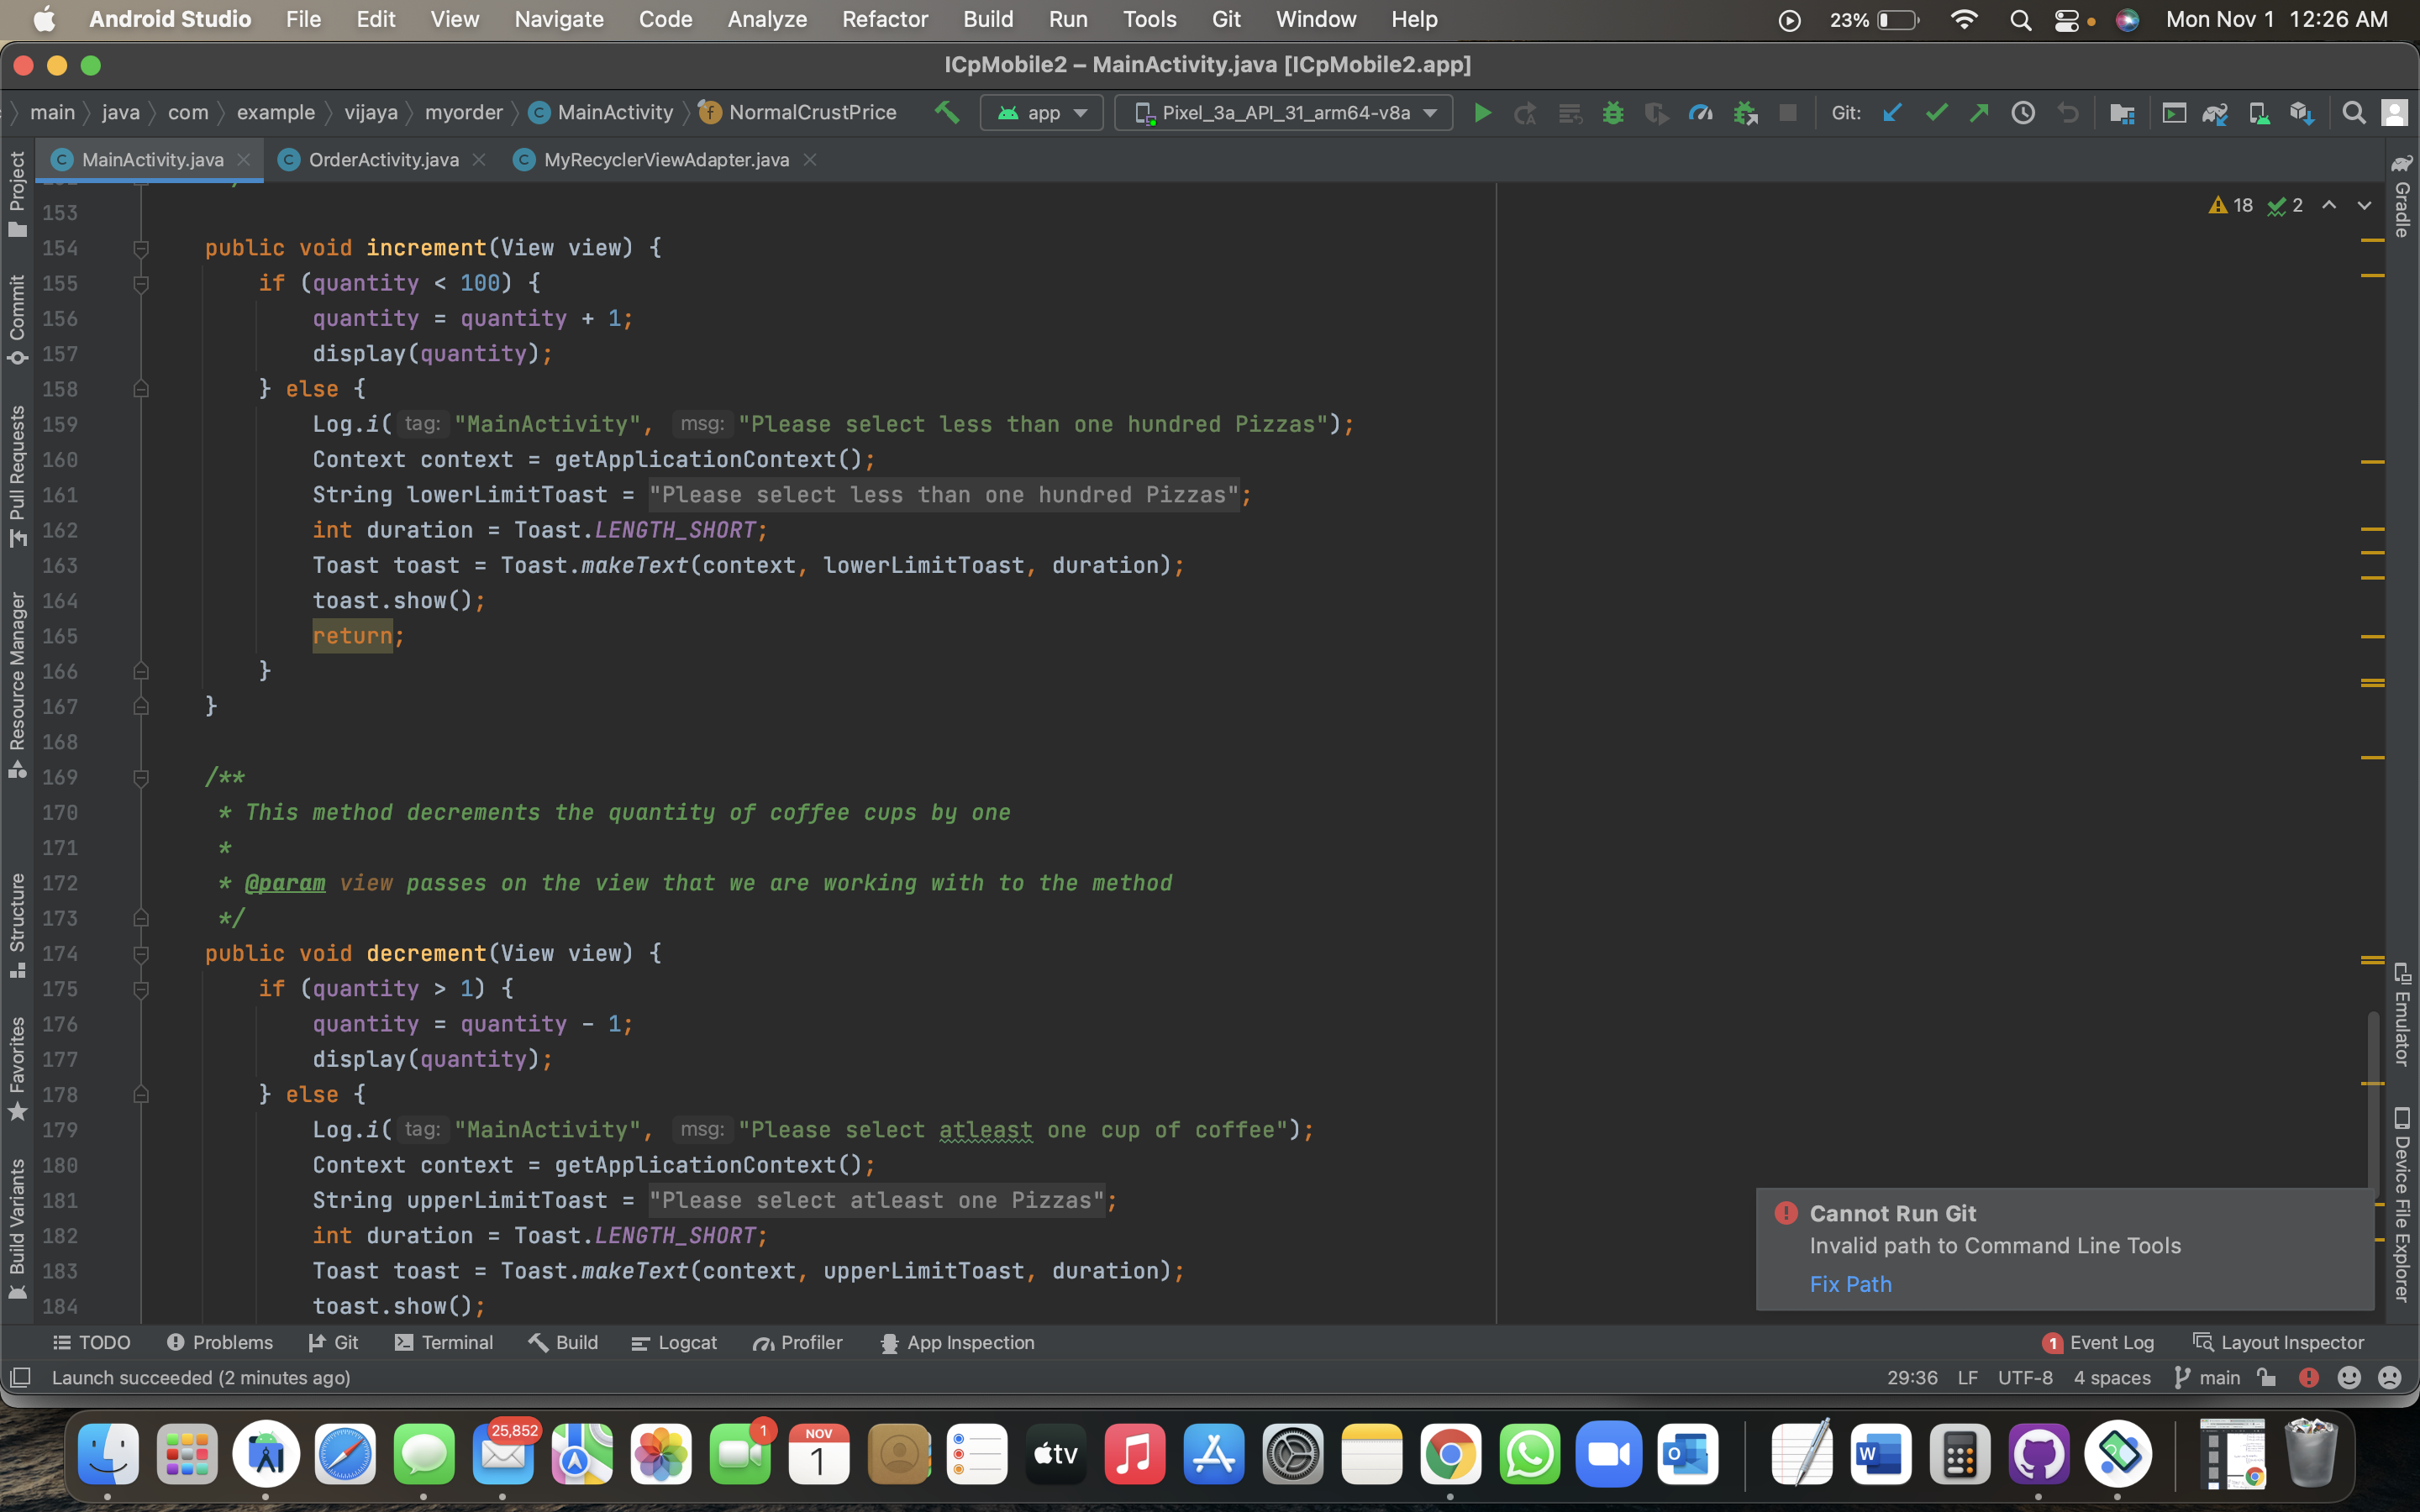 Android Studio File Edit View Navigate Code Analyze Refactor Build Run Tools Git Window Help 23% Mon Nov 1 12:26 AM
ICpMobile2 – MainActivity.java [ICpMobile2.app]
main java com example vijaya myorder MainActivity NormalCrustPrice app Pixel_3a_API_31_arm64-v8a Git:
MainActivity.java OrderActivity.java MyRecyclerViewAdapter.java
18 2
153
154 public void increment(View view) {
155 if (quantity < 100) {
156 quantity = quantity + 1;
157 display(quantity);
158 } else {
159 Log.i( tag: "MainActivity", msg: "Please select less than one hundred Pizzas");
160 Context context = getApplicationContext();
161 String lowerLimitToast = "Please select less than one hundred Pizzas";
162 int duration = Toast.LENGTH_SHORT;
163 Toast toast = Toast.makeText(context, lowerLimitToast, duration);
164 toast.show();
165 return;
166 }
167 }
168
169 /**
170 * This method decrements the quantity of coffee cups by one
171 *
172 * @param view passes on the view that we are working with to the method
173 */
174 public void decrement(View view) {
175 if (quantity > 1) {
176 quantity = quantity - 1;
177 display(quantity);
178 } else {
179 Log.i( tag: "MainActivity", msg: "Please select atleast one cup of coffee");
180 Context context = getApplicationContext();
181 String upperLimitToast = "Please select atleast one Pizzas";
182 int duration = Toast.LENGTH_SHORT;
183 Toast toast = Toast.makeText(context, upperLimitToast, duration);
184 toast.show();
Project
Commit
Pull Requests
Resource Manager
Structure
Favorites
Build Variants
Gradle
Emulator
Device File Explorer
Cannot Run Git
Invalid path to Command Line Tools
Fix Path
TODO Problems Git Terminal Build Logcat Profiler App Inspection 1 Event Log Layout Inspector
Launch succeeded (2 minutes ago) 29:36 LF UTF-8 4 spaces main
25,852
1
NOV
1
tv
W